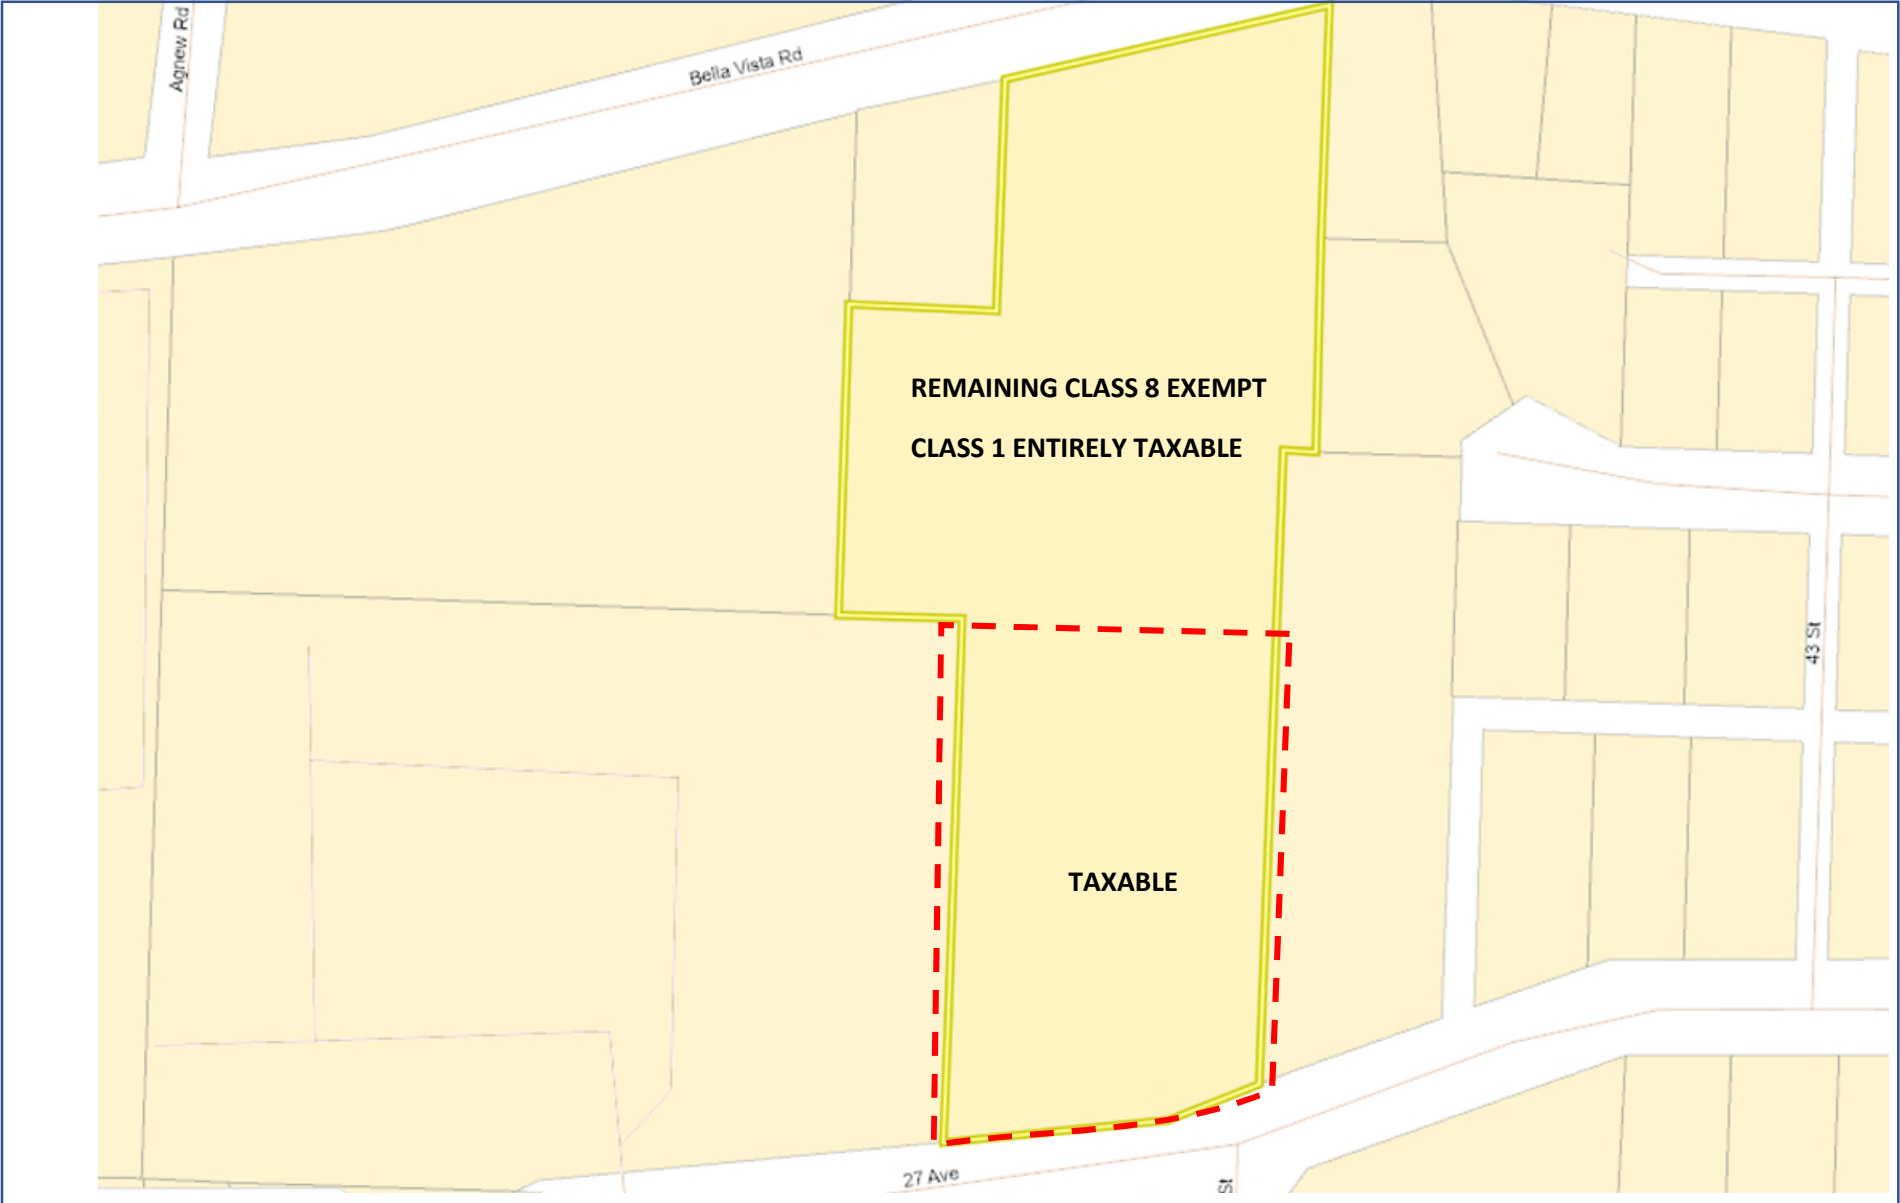 Agnew Rd
Bella Vista Rd
REMAINING CLASS 8 EXEMPT
CLASS 1 ENTIRELY TAXABLE
43 St
TAXABLE
27 Ave
St